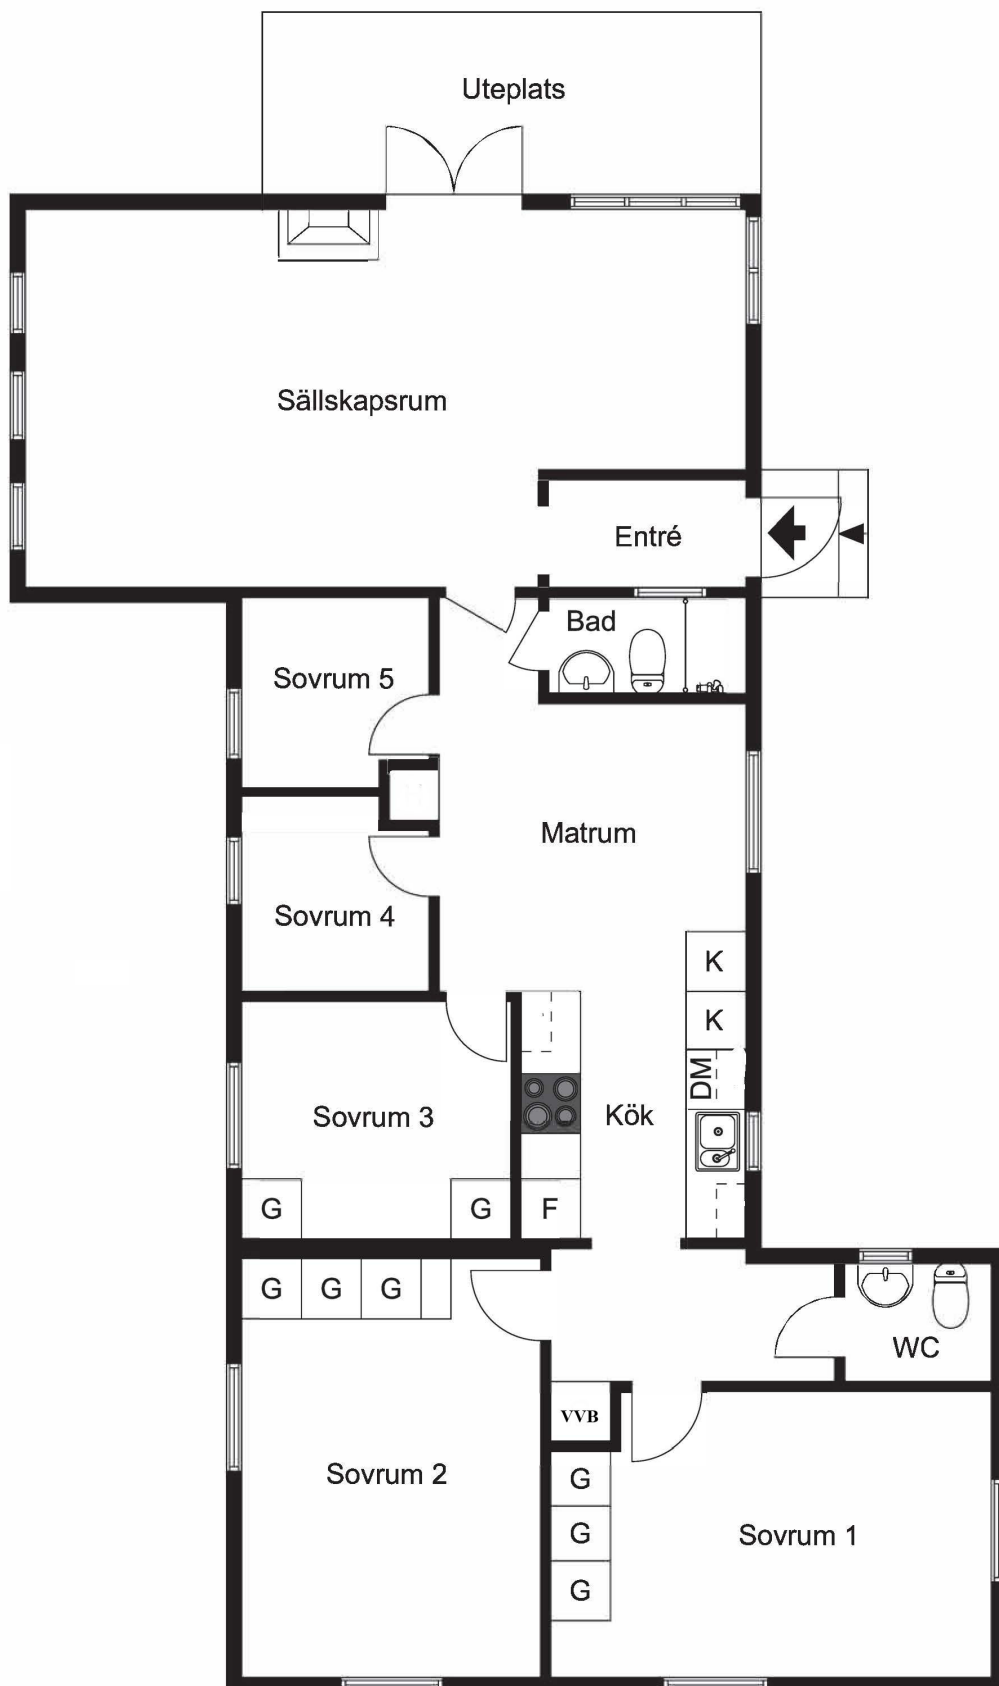 Uteplats
Sällskapsrum
Entré
Bad
Sovrum 5
Matrum
Sovrum 4
K
K
DM
Sovrum 3
Kök
G
G
F
G
G
G
WC
VVB
Sovrum 2
G
G
Sovrum 1
G